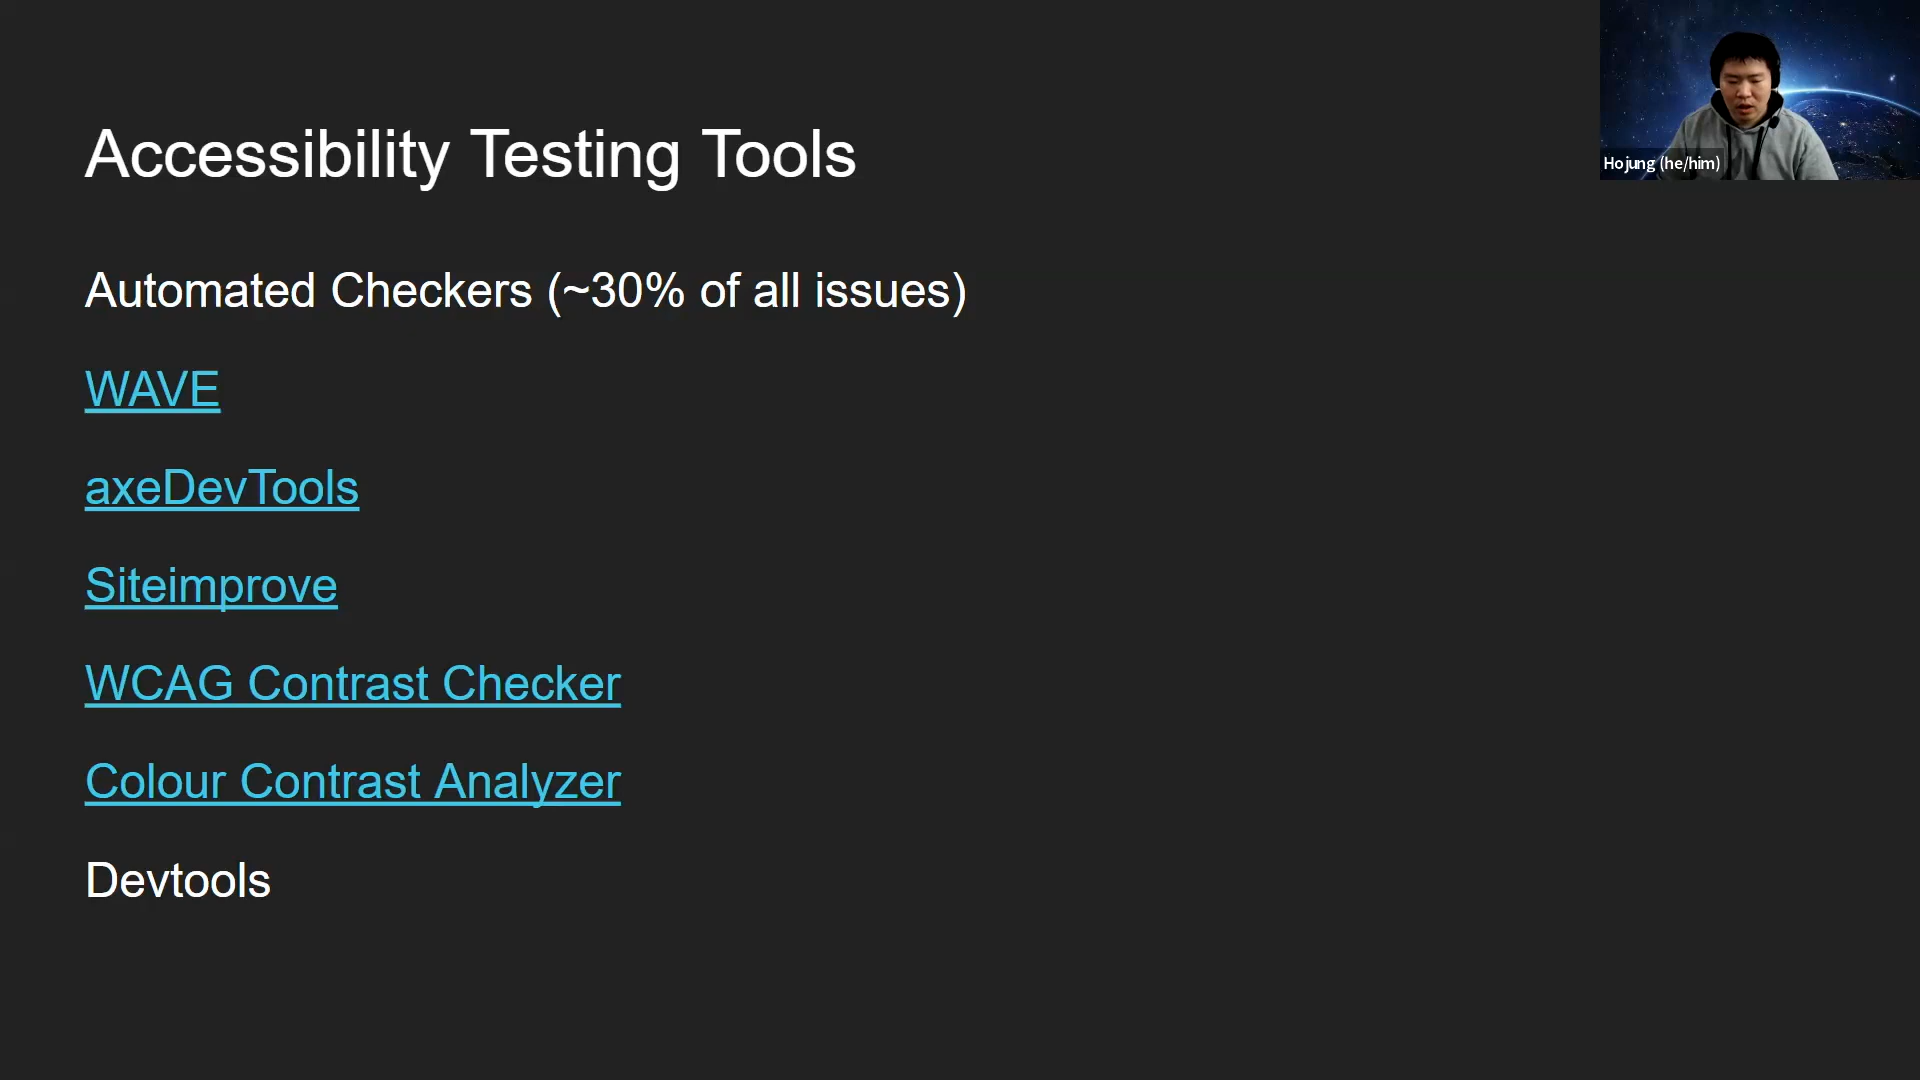 Accessibility Testing Tools
Hojung (he/him)
Automated Checkers (~30% of all issues)
WAVE
axeDevTools
Siteimprove
WCAG Contrast Checker
Colour Contrast Analyzer
Devtools